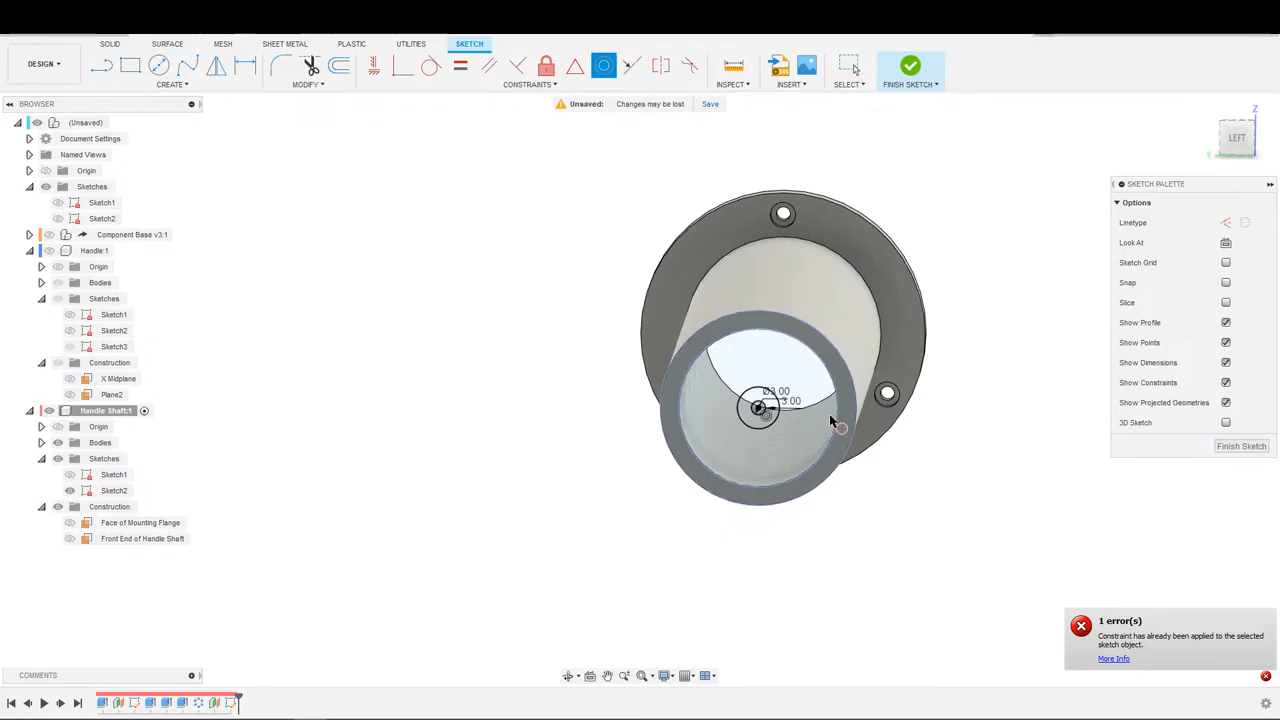 SOLID SURFACE MESH SHEET METAL PLASTIC UTILITIES SKETCH
DESIGN
CREATE MODIFY CONSTRAINTS INSPECT INSERT SELECT FINISH SKETCH
BROWSER
Unsaved: Changes may be lost Save
(Unsaved)
Document Settings
Named Views
Origin
Sketches
Sketch1
Sketch2
Component Base v3:1
Handle:1
Origin
Bodies
Sketches
Sketch1
Sketch2
Sketch3
Construction
X Midplane
Plane2
Handle Shaft:1
Origin
Bodies
Sketches
Sketch1
Sketch2
Construction
Face of Mounting Flange
Front End of Handle Shaft
Z
LEFT
Y
SKETCH PALETTE
Options
Linetype
Look At
Sketch Grid
Snap
Slice
Show Profile
Show Points
Show Dimensions
Show Constraints
Show Projected Geometries
3D Sketch
Finish Sketch
Ø3.00
3.00
1 error(s)
Constraint has already been applied to the selected
sketch object.
More Info
COMMENTS